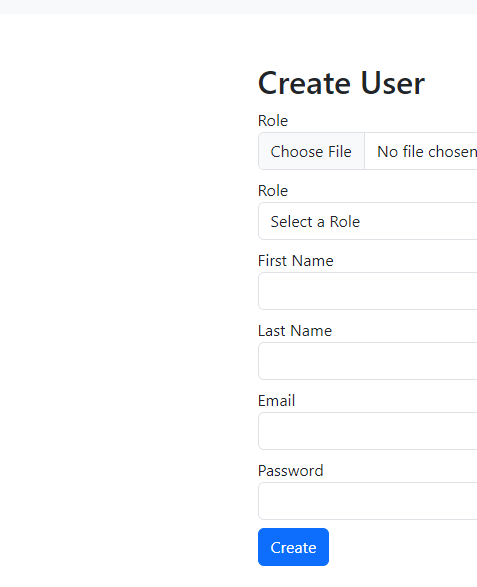 Create User
Role
Choose File No file chosen
Role
Select a Role
First Name
Last Name
Email
Password
Create